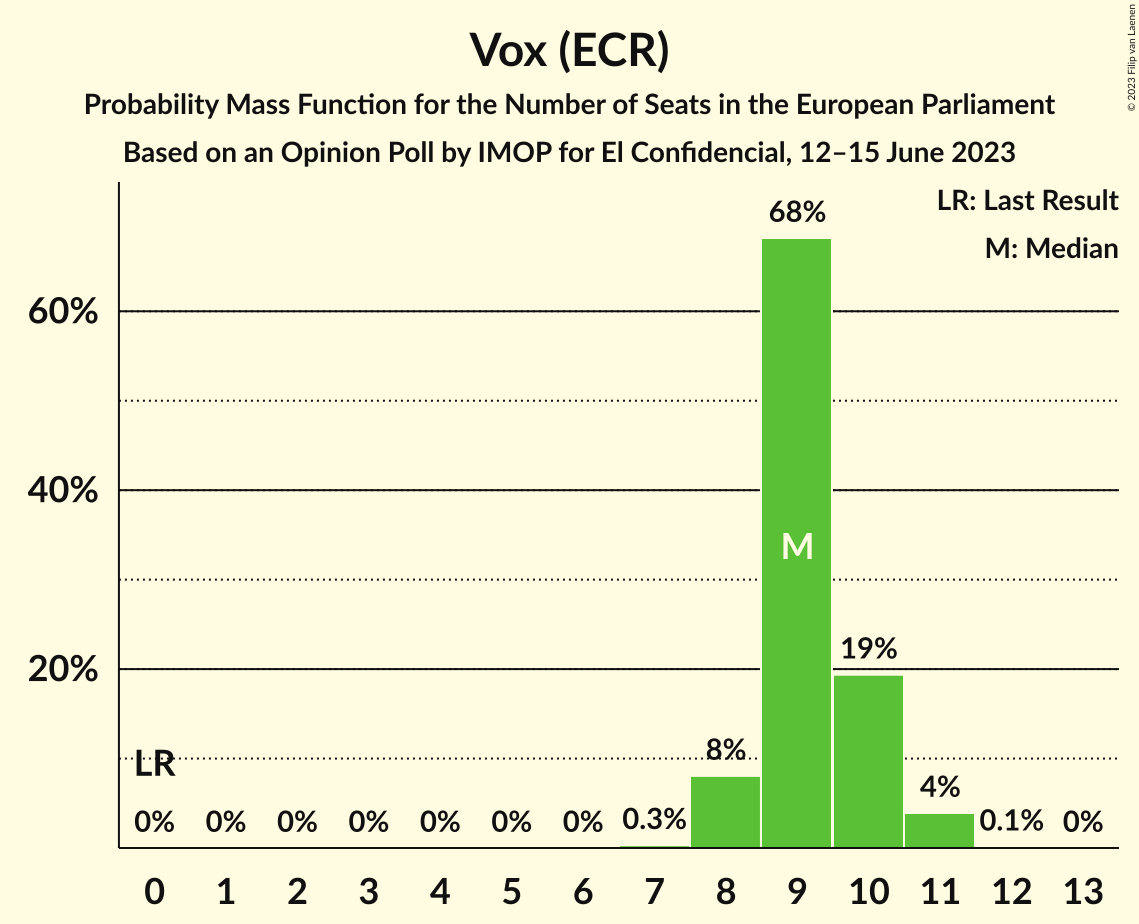 Vox (ECR)
Probability Mass Function for the Number of Seats in the European Parliament
Based on an Opinion Poll by IMOP for El Confidencial, 12–15 June 2023
© 2023 Filip van Laenen
LR: Last Result
M: Median
68%
60%
40%
M
19%
20%
8%
LR
4%
0% 0% 0% 0% 0% 0% 0% 0.3% 0.1% 0%
0 1 2 3 4 5 6 7 8 9 10 11 12 13